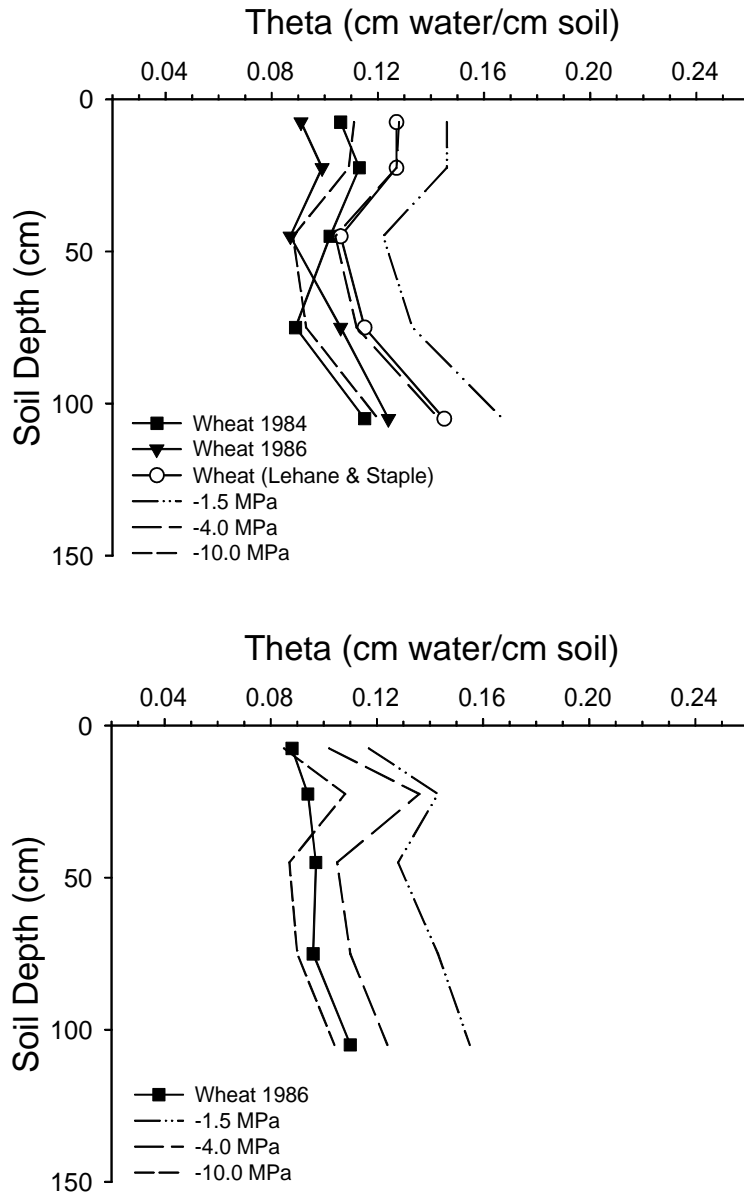 Theta (cm water/cm soil)
0.04 0.08 0.12 0.16 0.20 0.24
0
50
100
150
Soil Depth (cm)
Wheat 1984
Wheat 1986
Wheat (Lehane & Staple)
-1.5 MPa
-4.0 MPa
-10.0 MPa
Theta (cm water/cm soil)
0.04 0.08 0.12 0.16 0.20 0.24
0
50
100
150
Soil Depth (cm)
Wheat 1986
-1.5 MPa
-4.0 MPa
-10.0 MPa